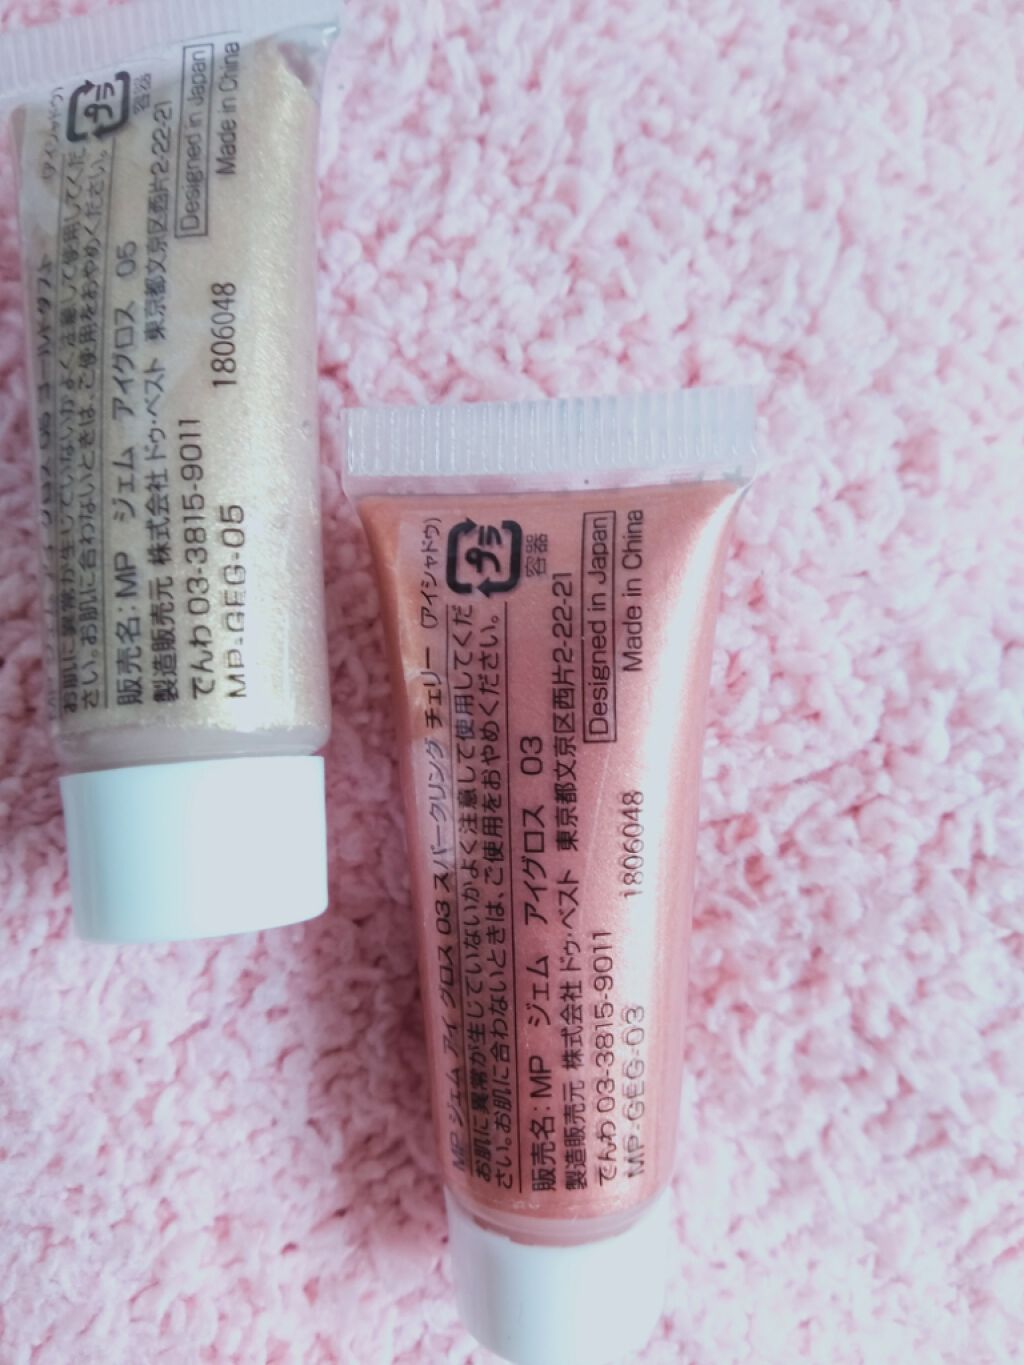 (アイシャドウ)
お肌に異常が生じていないかよく注意して使用してくだ
さい。お肌に合わないときは、ご使用をおやめください。
プラ
容器
販売名:MP ジェム アイグロス 05
製造販売元 株式会社ドゥ・ベスト 東京都文京区西片2-22-21
Designed in Japan
でんわ 03-3815-9011
1806048
Made in China
MP-GEG-05
MP ジェム アイ グロス 03 スパークリング チェリー (アイシャドウ)
お肌に異常が生じていないかよく注意して使用してくだ
さい。お肌に合わないときは、ご使用をおやめください。
プラ
容器
販売名:MP ジェム アイグロス 03
製造販売元 株式会社ドゥ・ベスト 東京都文京区西片2-22-21
Designed in Japan
でんわ 03-3815-9011
1806048
Made in China
MP-GEG-03